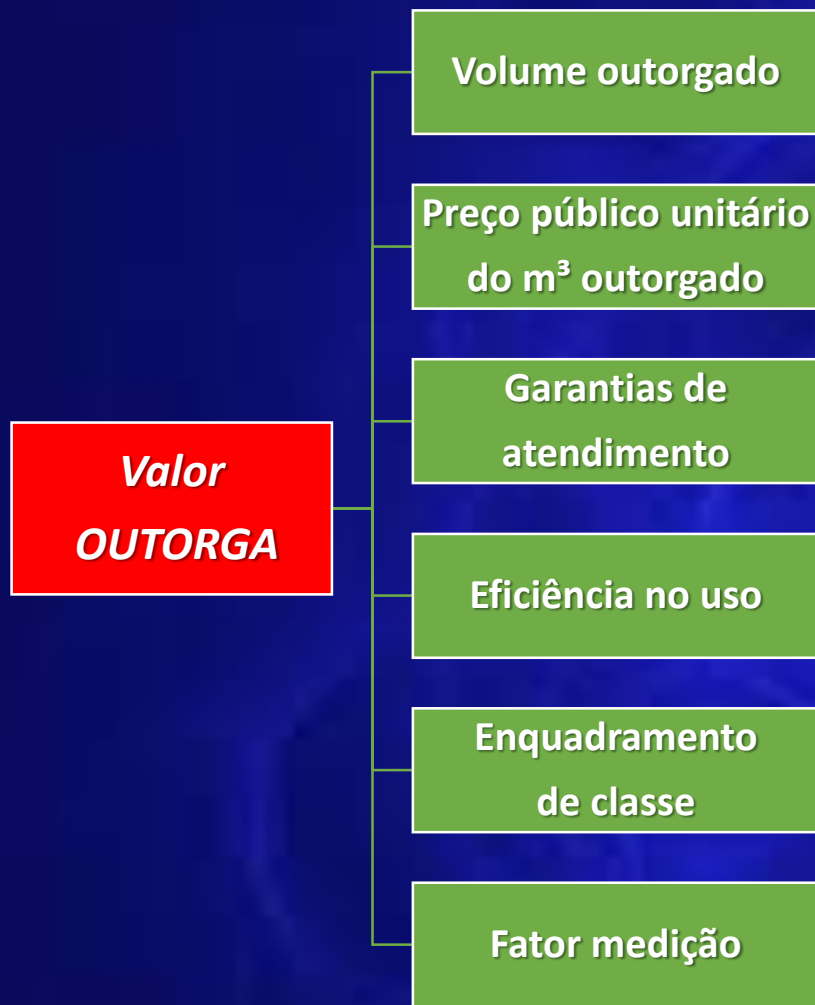 Volume outorgado
Preço público unitário
do m³ outorgado
Garantias de
atendimento
Valor
OUTORGA
Eficiência no uso
Enquadramento
de classe
Fator medição